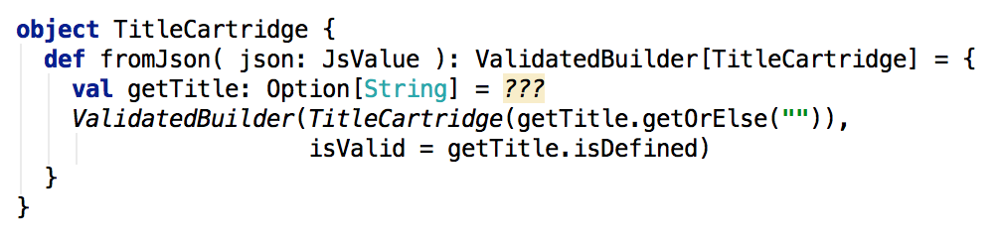 object TitleCartridge {
  def fromJson( json: JsValue ): ValidatedBuilder[TitleCartridge] = {
    val getTitle: Option[String] = ???
    ValidatedBuilder(TitleCartridge(getTitle.getOrElse("")),
                     isValid = getTitle.isDefined)
  }
}